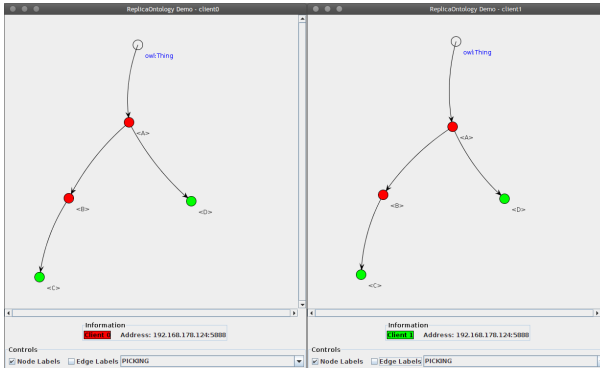 ReplicaOntology Demo - client0
owl:Thing
<A>
<B>
<D>
<C>
Information
Client 0 Address: 192.168.178.124:5888
Controls
Node Labels Edge Labels PICKING
ReplicaOntology Demo - client1
owl:Thing
<A>
<B>
<D>
<C>
Information
Client 1 Address: 192.168.178.124:5888
Controls
Node Labels Edge Labels PICKING